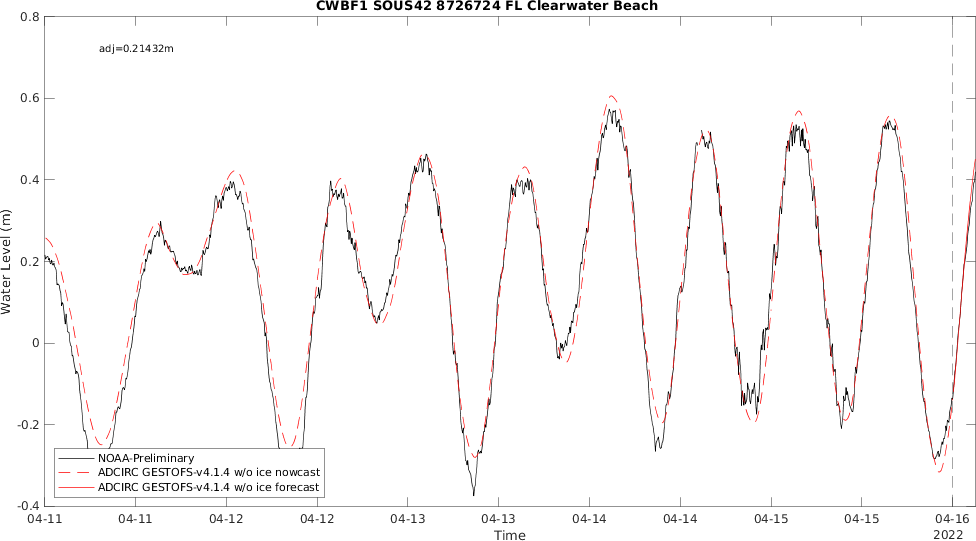 CWBF1 SOUS42 8726724 FL Clearwater Beach
0.8
adj=0.21432m
0.6
0.4
0.2
0
-0.2
-0.4
Water Level (m)
NOAA-Preliminary
ADCIRC GESTOFS-v4.1.4 w/o ice nowcast
ADCIRC GESTOFS-v4.1.4 w/o ice forecast
04-11 04-11 04-12 04-12 04-13 04-13 04-14 04-14 04-15 04-15 04-16
Time
2022